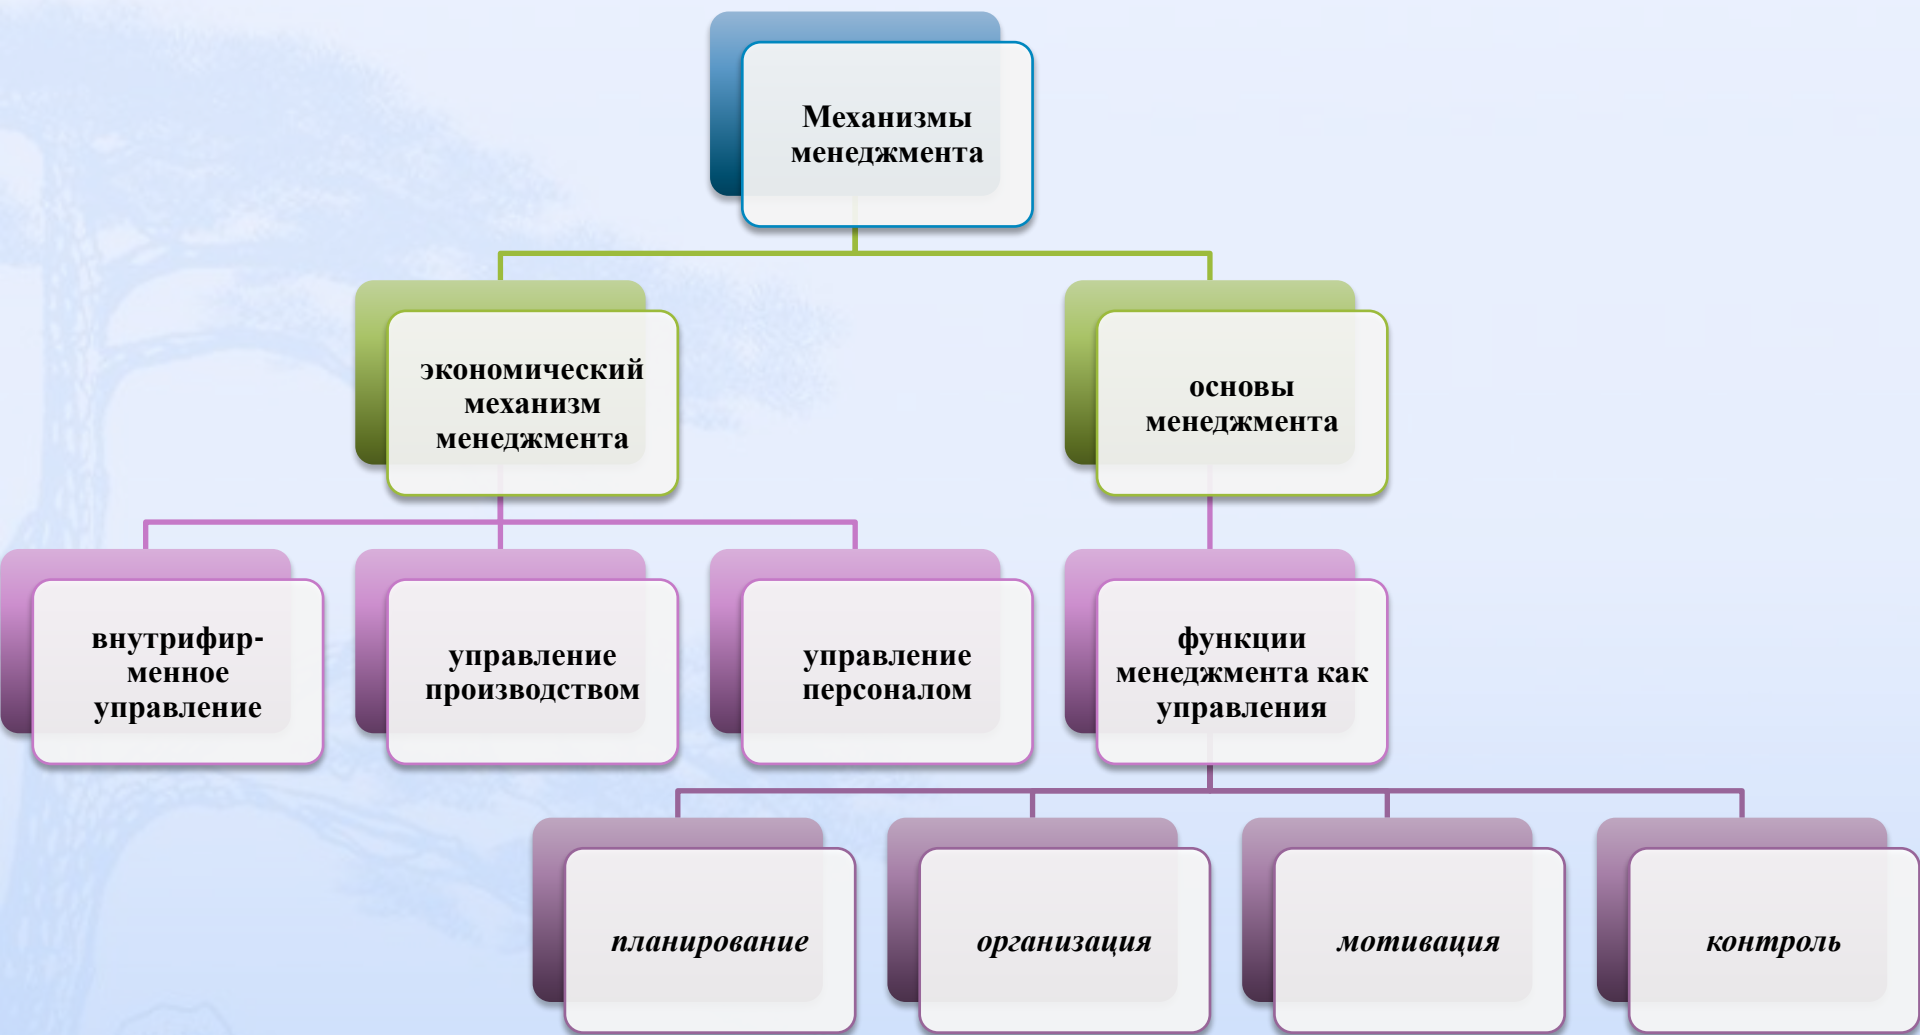 Механизмы
менеджмента
экономический
механизм
менеджмента
основы
менеджмента
внутрифир-
менное
управление
управление
производством
управление
персоналом
функции
менеджмента как
управления
планирование
организация
мотивация
контроль